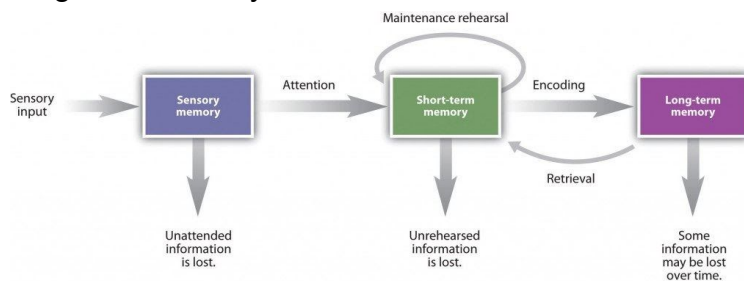 Maintenance rehearsal
Sensory
input
Sensory
memory
Attention
Short-term
memory
Encoding
Long-term
memory
Retrieval
Unattended
information
is lost.
Unrehearsed
information
is lost.
Some
information
may be lost
over time.